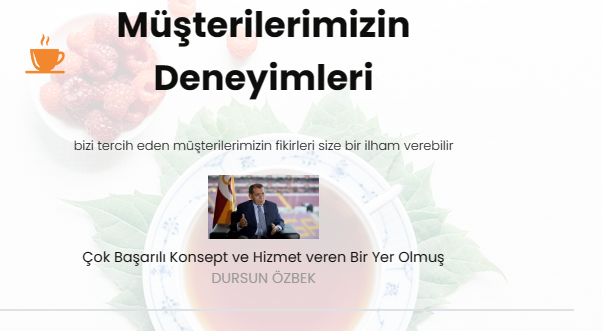 Müşterilerimizin
Deneyimleri
bizi tercih eden müşterilerimizin fikirleri size bir ilham verebilir
Çok Başarılı Konsept ve Hizmet veren Bir Yer Olmuş
DURSUN ÖZBEK